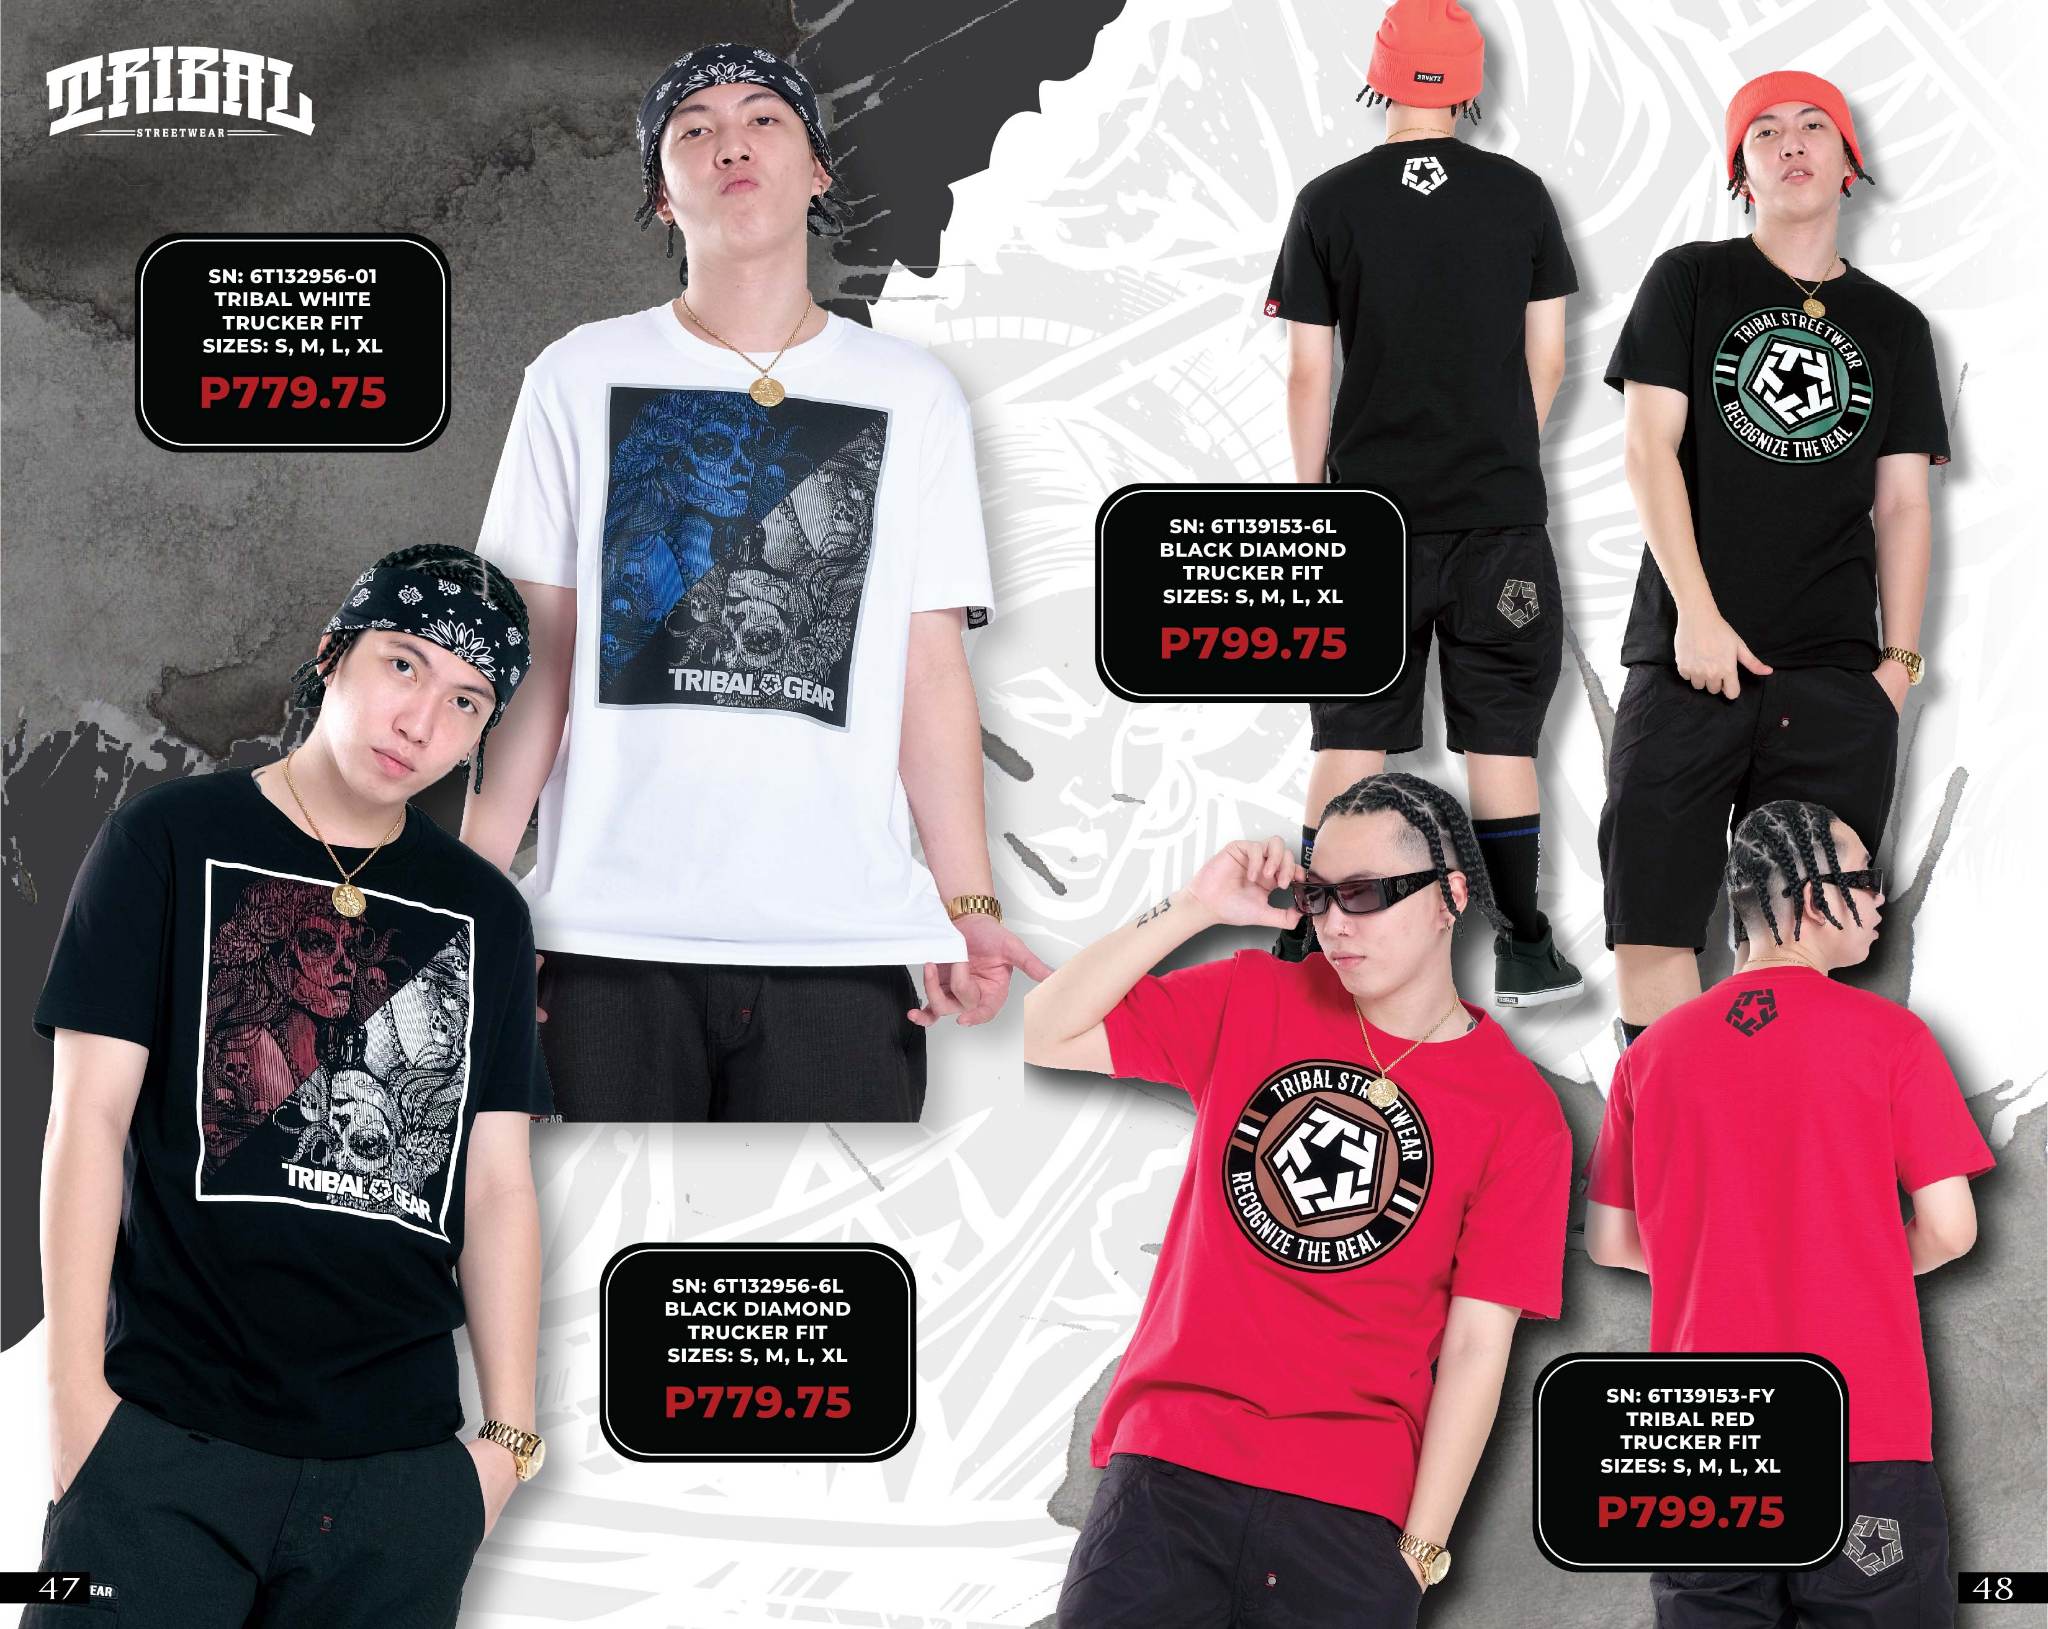 TRIBAL
STREETWEAR
SN: 6T132956-01
TRIBAL WHITE
TRUCKER FIT
SIZES: S, M, L, XL
P779.75
TRIBAL GEAR
TRIBAL GEAR
SN: 6T132956-6L
BLACK DIAMOND
TRUCKER FIT
SIZES: S, M, L, XL
P779.75
EAR
47
TRIBAL STREETWEAR
RECOGNIZE THE REAL
SN: 6T139153-6L
BLACK DIAMOND
TRUCKER FIT
SIZES: S, M, L, XL
P799.75
213
TRIBAL
TRIBAL STREETWEAR
RECOGNIZE THE REAL
SN: 6T139153-FY
TRIBAL RED
TRUCKER FIT
SIZES: S, M, L, XL
P799.75
48